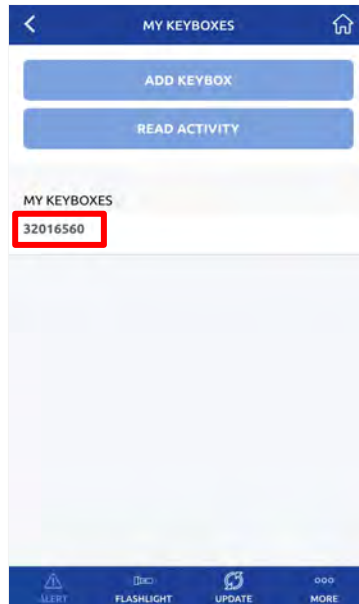 MY KEYBOXES
ADD KEYBOX
READ ACTIVITY
MY KEYBOXES
32016560
ALERT FLASHLIGHT UPDATE MORE